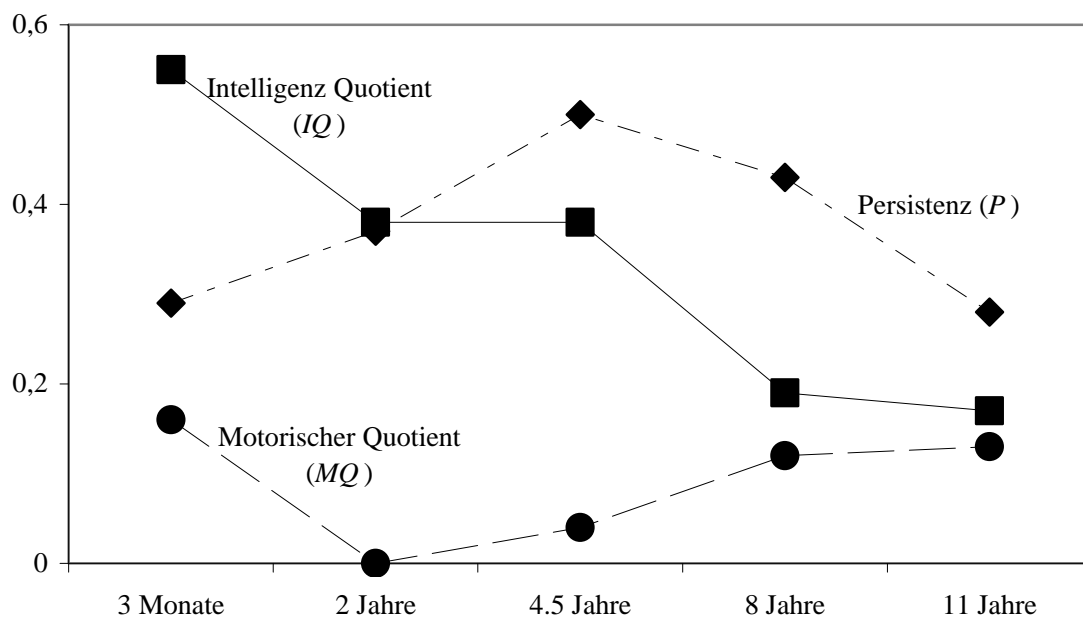 0,6
Intelligenz Quotient
(IQ)
0,4
Persistenz (P)
0,2
Motorischer Quotient
(MQ)
0
3 Monate 2 Jahre 4.5 Jahre 8 Jahre 11 Jahre